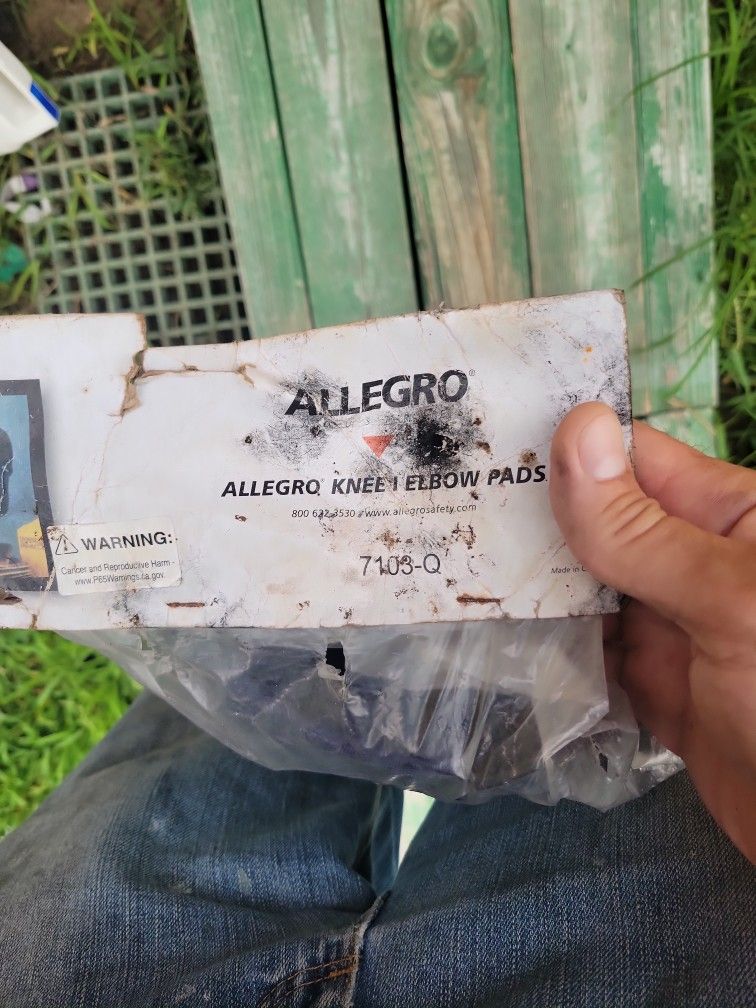 ALLEGRO®
ALLEGRO® KNEE | ELBOW PADS
800 622-3530 www.allegrosafety.com
7103-Q
Made in
WARNING:
Cancer and Reproductive Harm -
www.P65Warnings.ca.gov